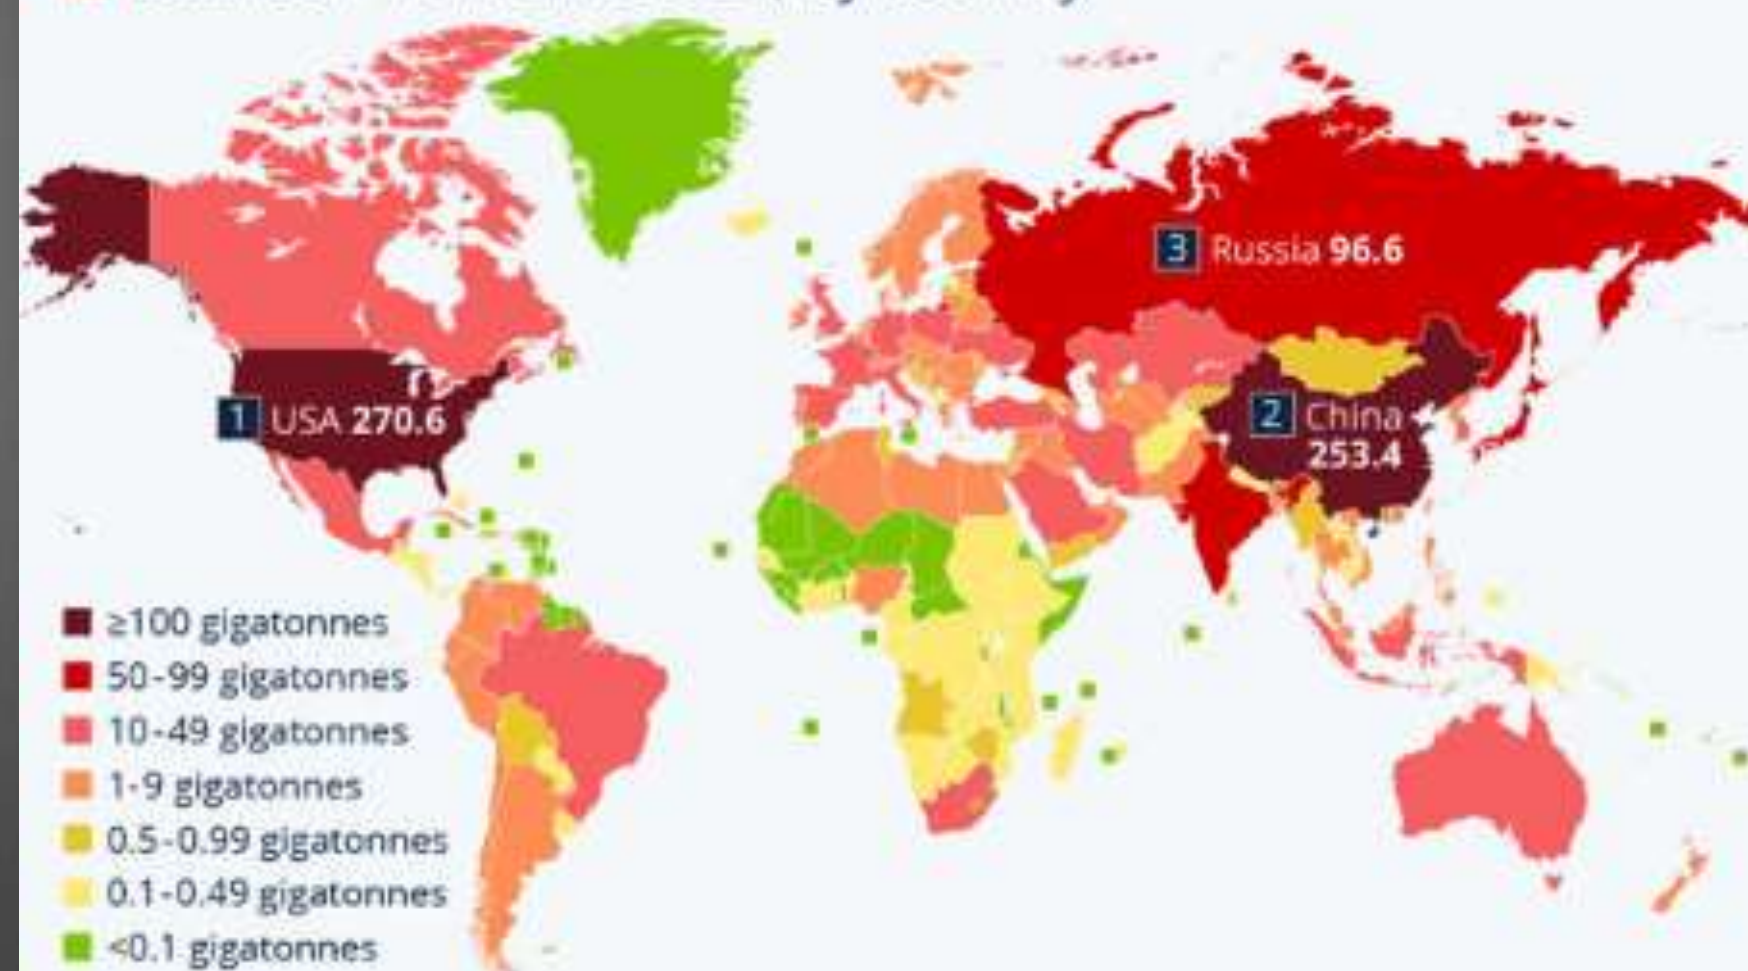 3 Russia 96.6
1 USA 270.6
2 China
253.4
≥100 gigatonnes
50-99 gigatonnes
10-49 gigatonnes
1-9 gigatonnes
0.5-0.99 gigatonnes
0.1-0.49 gigatonnes
<0.1 gigatonnes